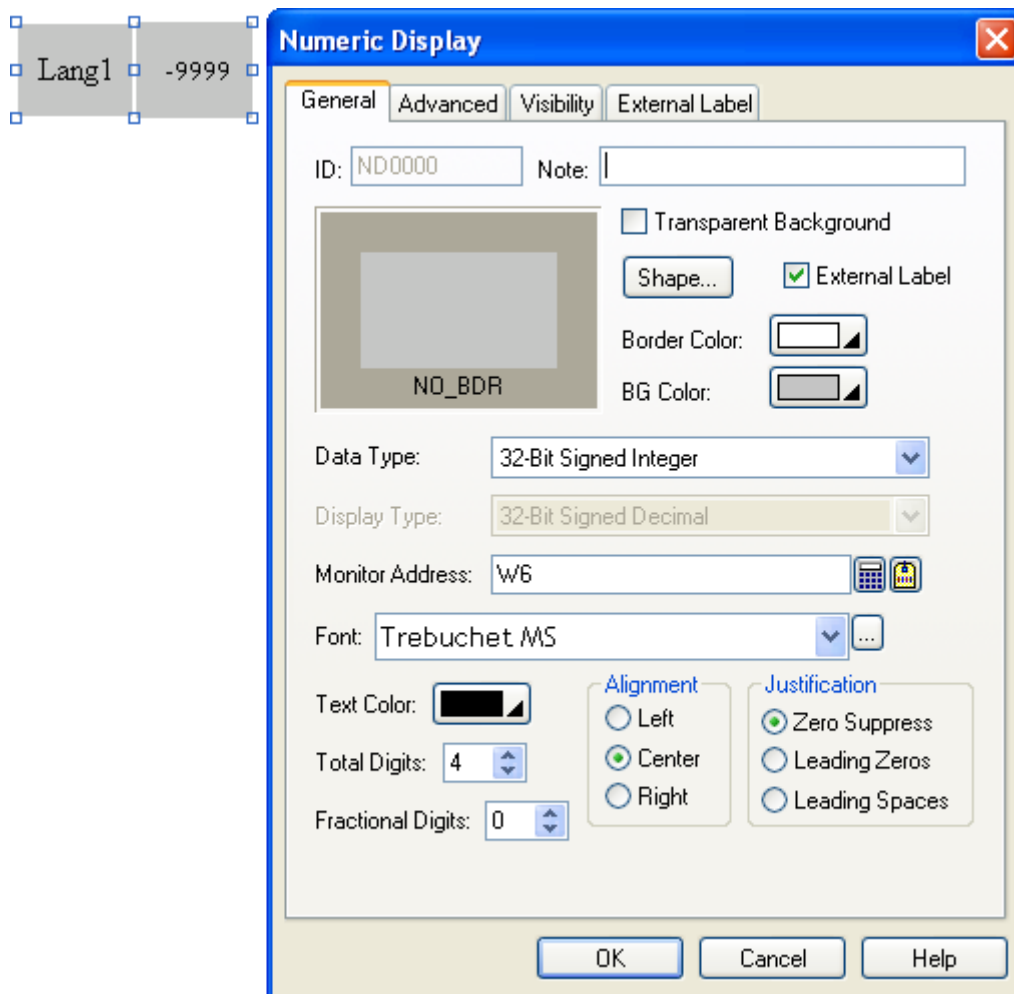 Lang1 -9999
Numeric Display
General Advanced Visibility External Label
ID: ND0000 Note:
Transparent Background
Shape... External Label
Border Color:
NO_BDR
BG Color:
Data Type: 32-Bit Signed Integer
Display Type: 32-Bit Signed Decimal
Monitor Address: W6
Font: Trebuchet MS ...
Alignment Justification
Text Color: Left Zero Suppress
Total Digits: 4 Center Leading Zeros
Fractional Digits: 0 Right Leading Spaces
OK Cancel Help